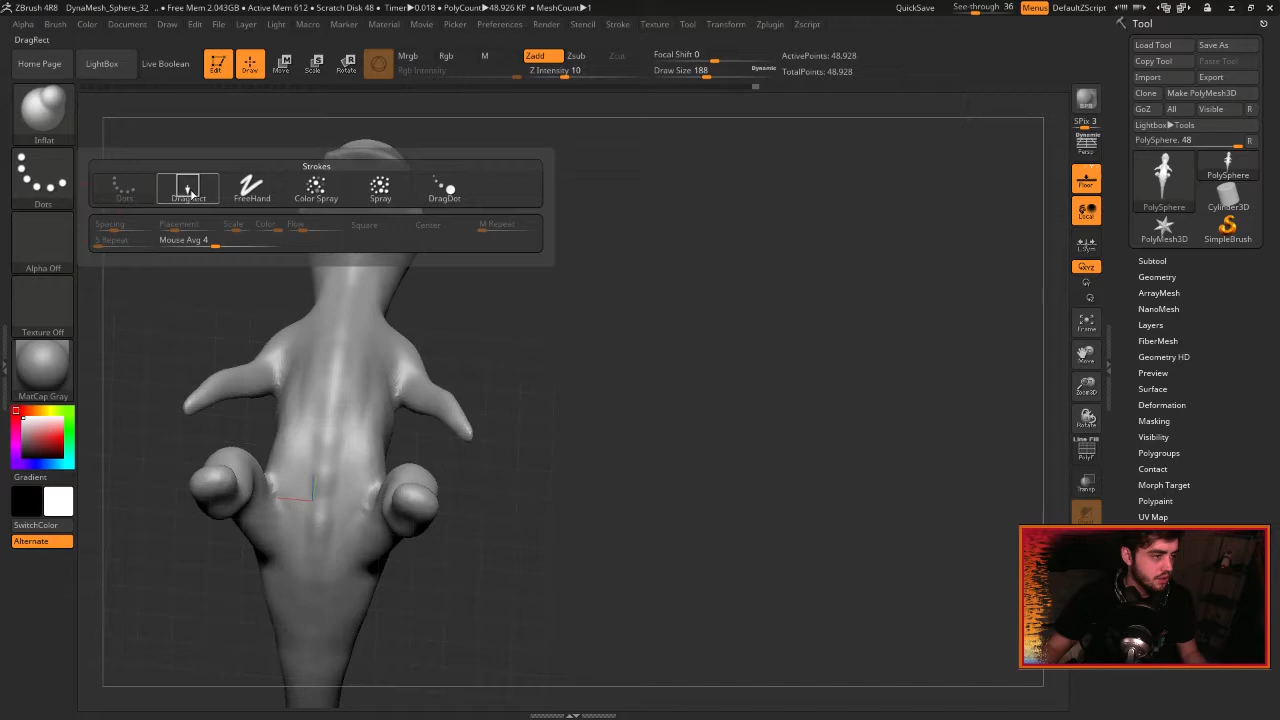 ZBrush 4R8 DynaMesh_Sphere_32 .. • Free Mem 2.043GB • Active Mem 612 • Scratch Disk 48 • Timer▶0.018 • PolyCount▶48.926 KP • MeshCount▶1
QuickSave See-through 36 Menus DefaultZScript
Alpha Brush Color Document Draw Edit File Layer Light Macro Marker Material Movie Picker Preferences Render Stencil Stroke Texture Tool Transform Zplugin Zscript
Tool
DragRect
Home Page LightBox Live Boolean Edit Draw Move Scale Rotate
Mrgb Rgb M Zadd Zsub Zcut
Rgb Intensity Z Intensity 10
Focal Shift 0
Draw Size 188 Dynamic
ActivePoints: 48,928
TotalPoints: 48,928
Load Tool Save As
Copy Tool Paste Tool
Import Export
Clone Make PolyMesh3D
GoZ All Visible R
Lightbox▶Tools
PolySphere. 48 R
PolySphere
PolySphere Cylinder3D
PolyMesh3D SimpleBrush
Subtool
Geometry
ArrayMesh
NanoMesh
Layers
FiberMesh
Geometry HD
Preview
Surface
Deformation
Masking
Visibility
Polygroups
Contact
Morph Target
Polypaint
UV Map
Inflat
Dots
Alpha Off
Texture Off
MatCap Gray
Gradient
SwitchColor
Alternate
Strokes
Dots DragRect FreeHand Color Spray Spray DragDot
Spacing Placement Scale Color Flow Square Center M Repeat
S Repeat Mouse Avg 4
BPR
SPix 3
Dynamic
Persp
Floor
Local
L.Sym
XYZ
Frame
Move
Zoom3D
Rotate
Line Fill
PolyF
Transp